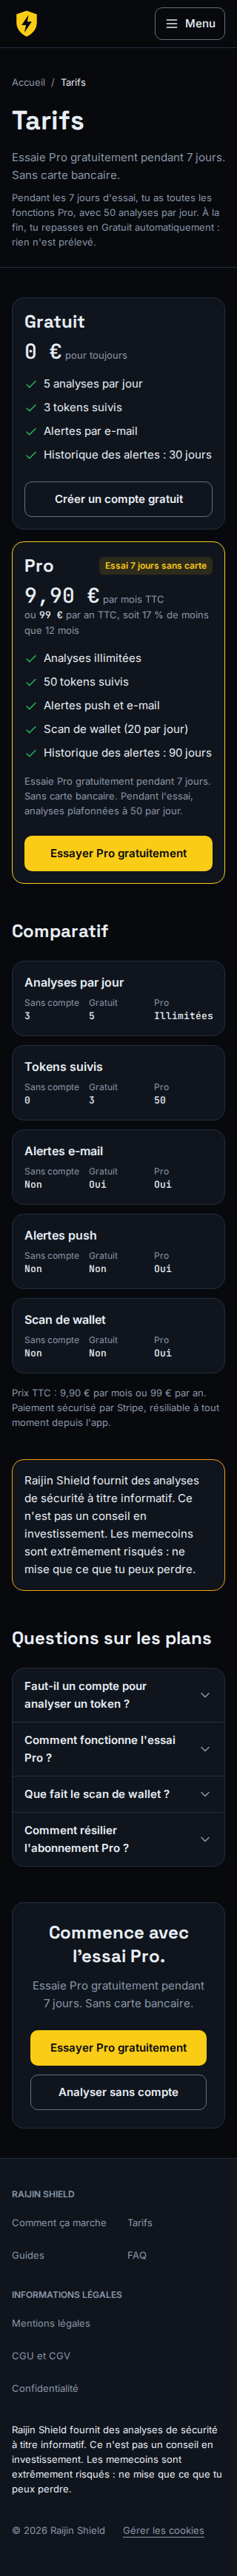 Menu
Accueil / Tarifs
Tarifs
Essaie Pro gratuitement pendant 7 jours.
Sans carte bancaire.
Pendant les 7 jours d'essai, tu as toutes les
fonctions Pro, avec 50 analyses par jour. À la
fin, tu repasses en Gratuit automatiquement :
rien n'est prélevé.
Gratuit
0 € pour toujours
5 analyses par jour
3 tokens suivis
Alertes par e-mail
Historique des alertes : 30 jours
Créer un compte gratuit
Pro
Essai 7 jours sans carte
9,90 € par mois TTC
ou 99 € par an TTC, soit 17 % de moins
que 12 mois
Analyses illimitées
50 tokens suivis
Alertes push et e-mail
Scan de wallet (20 par jour)
Historique des alertes : 90 jours
Essaie Pro gratuitement pendant 7 jours.
Sans carte bancaire. Pendant l'essai,
analyses plafonnées à 50 par jour.
Essayer Pro gratuitement
Comparatif
Analyses par jour
Sans compte Gratuit Pro
3 5 Illimitées
Tokens suivis
Sans compte Gratuit Pro
0 3 50
Alertes e-mail
Sans compte Gratuit Pro
Non Oui Oui
Alertes push
Sans compte Gratuit Pro
Non Non Oui
Scan de wallet
Sans compte Gratuit Pro
Non Non Oui
Prix TTC : 9,90 € par mois ou 99 € par an.
Paiement sécurisé par Stripe, résiliable à tout
moment depuis l'app.
Raijin Shield fournit des analyses
de sécurité à titre informatif. Ce
n'est pas un conseil en
investissement. Les memecoins
sont extrêmement risqués : ne
mise que ce que tu peux perdre.
Questions sur les plans
Faut-il un compte pour
analyser un token ?
Comment fonctionne l'essai
Pro ?
Que fait le scan de wallet ?
Comment résilier
l'abonnement Pro ?
Commence avec
l'essai Pro.
Essaie Pro gratuitement pendant
7 jours. Sans carte bancaire.
Essayer Pro gratuitement
Analyser sans compte
RAIJIN SHIELD
Comment ça marche Tarifs
Guides FAQ
INFORMATIONS LÉGALES
Mentions légales
CGU et CGV
Confidentialité
Raijin Shield fournit des analyses de sécurité
à titre informatif. Ce n'est pas un conseil en
investissement. Les memecoins sont
extrêmement risqués : ne mise que ce que tu
peux perdre.
© 2026 Raijin Shield Gérer les cookies